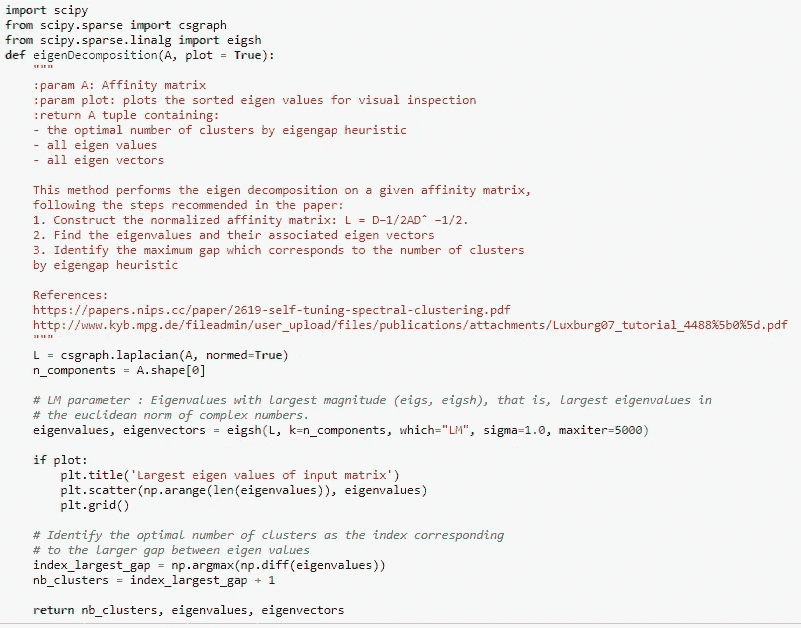 import scipy
from scipy.sparse import csgraph
from scipy.sparse.linalg import eigsh
def eigenDecomposition(A, plot = True):
    """
    :param A: Affinity matrix
    :param plot: plots the sorted eigen values for visual inspection
    :return A tuple containing:
    - the optimal number of clusters by eigengap heuristic
    - all eigen values
    - all eigen vectors

    This method performs the eigen decomposition on a given affinity matrix,
    following the steps recommended in the paper:
    1. Construct the normalized affinity matrix: L = D−1/2ADˆ −1/2.
    2. Find the eigenvalues and their associated eigen vectors
    3. Identify the maximum gap which corresponds to the number of clusters
    by eigengap heuristic

    References:
    https://papers.nips.cc/paper/2619-self-tuning-spectral-clustering.pdf
    http://www.kyb.mpg.de/fileadmin/user_upload/files/publications/attachments/Luxburg07_tutorial_4488%5b0%5d.pdf
    """
    L = csgraph.laplacian(A, normed=True)
    n_components = A.shape[0]

    # LM parameter : Eigenvalues with largest magnitude (eigs, eigsh), that is, largest eigenvalues in
    # the euclidean norm of complex numbers.
    eigenvalues, eigenvectors = eigsh(L, k=n_components, which="LM", sigma=1.0, maxiter=5000)

    if plot:
        plt.title('Largest eigen values of input matrix')
        plt.scatter(np.arange(len(eigenvalues)), eigenvalues)
        plt.grid()

    # Identify the optimal number of clusters as the index corresponding
    # to the larger gap between eigen values
    index_largest_gap = np.argmax(np.diff(eigenvalues))
    nb_clusters = index_largest_gap + 1

    return nb_clusters, eigenvalues, eigenvectors